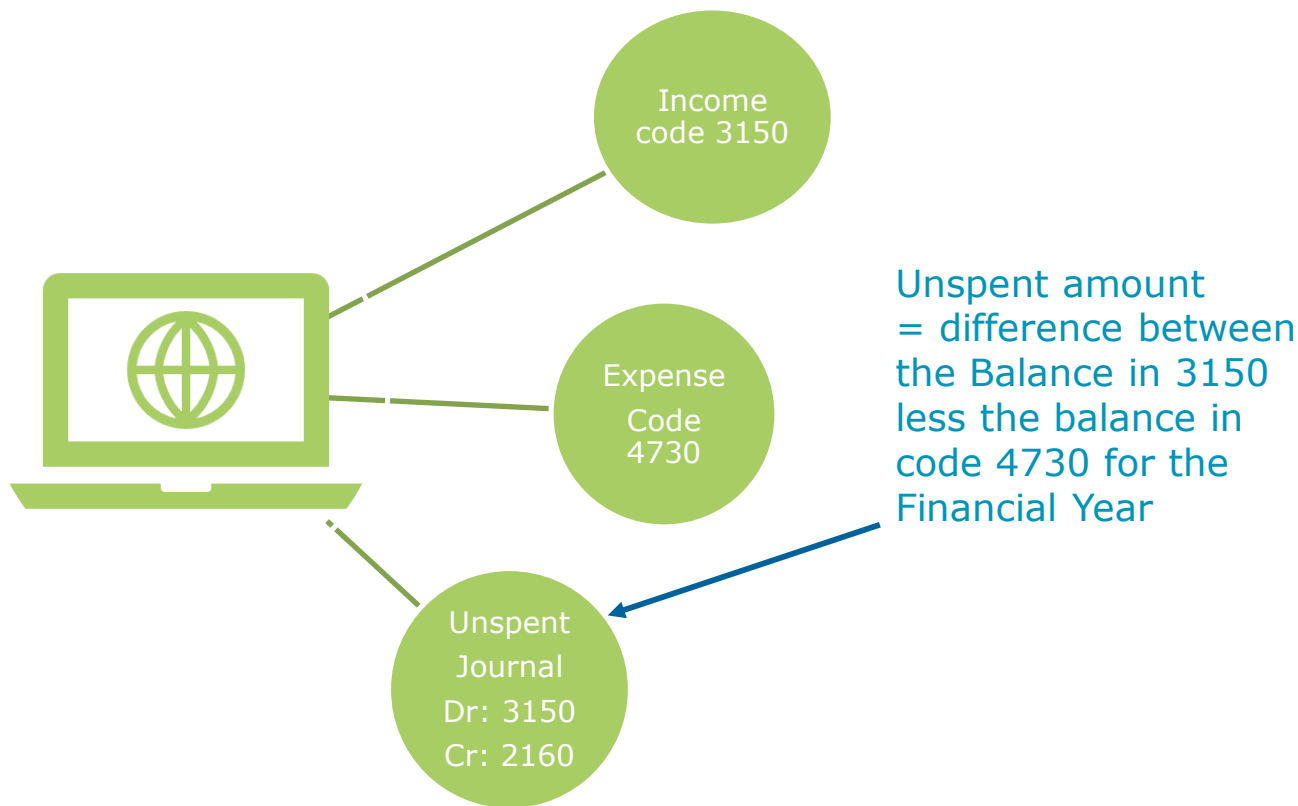 Income
code 3150
Expense
Code
4730
Unspent amount
= difference between
the Balance in 3150
less the balance in
code 4730 for the
Financial Year
Unspent
Journal
Dr: 3150
Cr: 2160